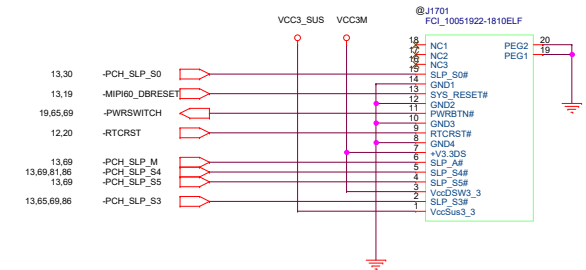 @J1701
FCI_10051922-1810ELF
VCC3_SUS VCC3M
18 NC1 PEG2 20
17 NC2 PEG1 19
16 NC3
13,30 -PCH_SLP_S0 15 SLP_S0#
14 GND1
13,19 -MIPI60_DBRESET 13 SYS_RESET#
12 GND2
19,65,69 -PWRSWITCH 11 PWRBTN#
10 GND3
12,20 -RTCRST 9 RTCRST#
8 GND4
7 +V3.3DS
13,69 -PCH_SLP_M 6 SLP_A#
13,69,81,86 -PCH_SLP_S4 5 SLP_S4#
13,69 -PCH_SLP_S5 4 SLP_S5#
3 VccDSW3_3
13,65,69,86 -PCH_SLP_S3 2 SLP_S3#
1 VccSus3_3